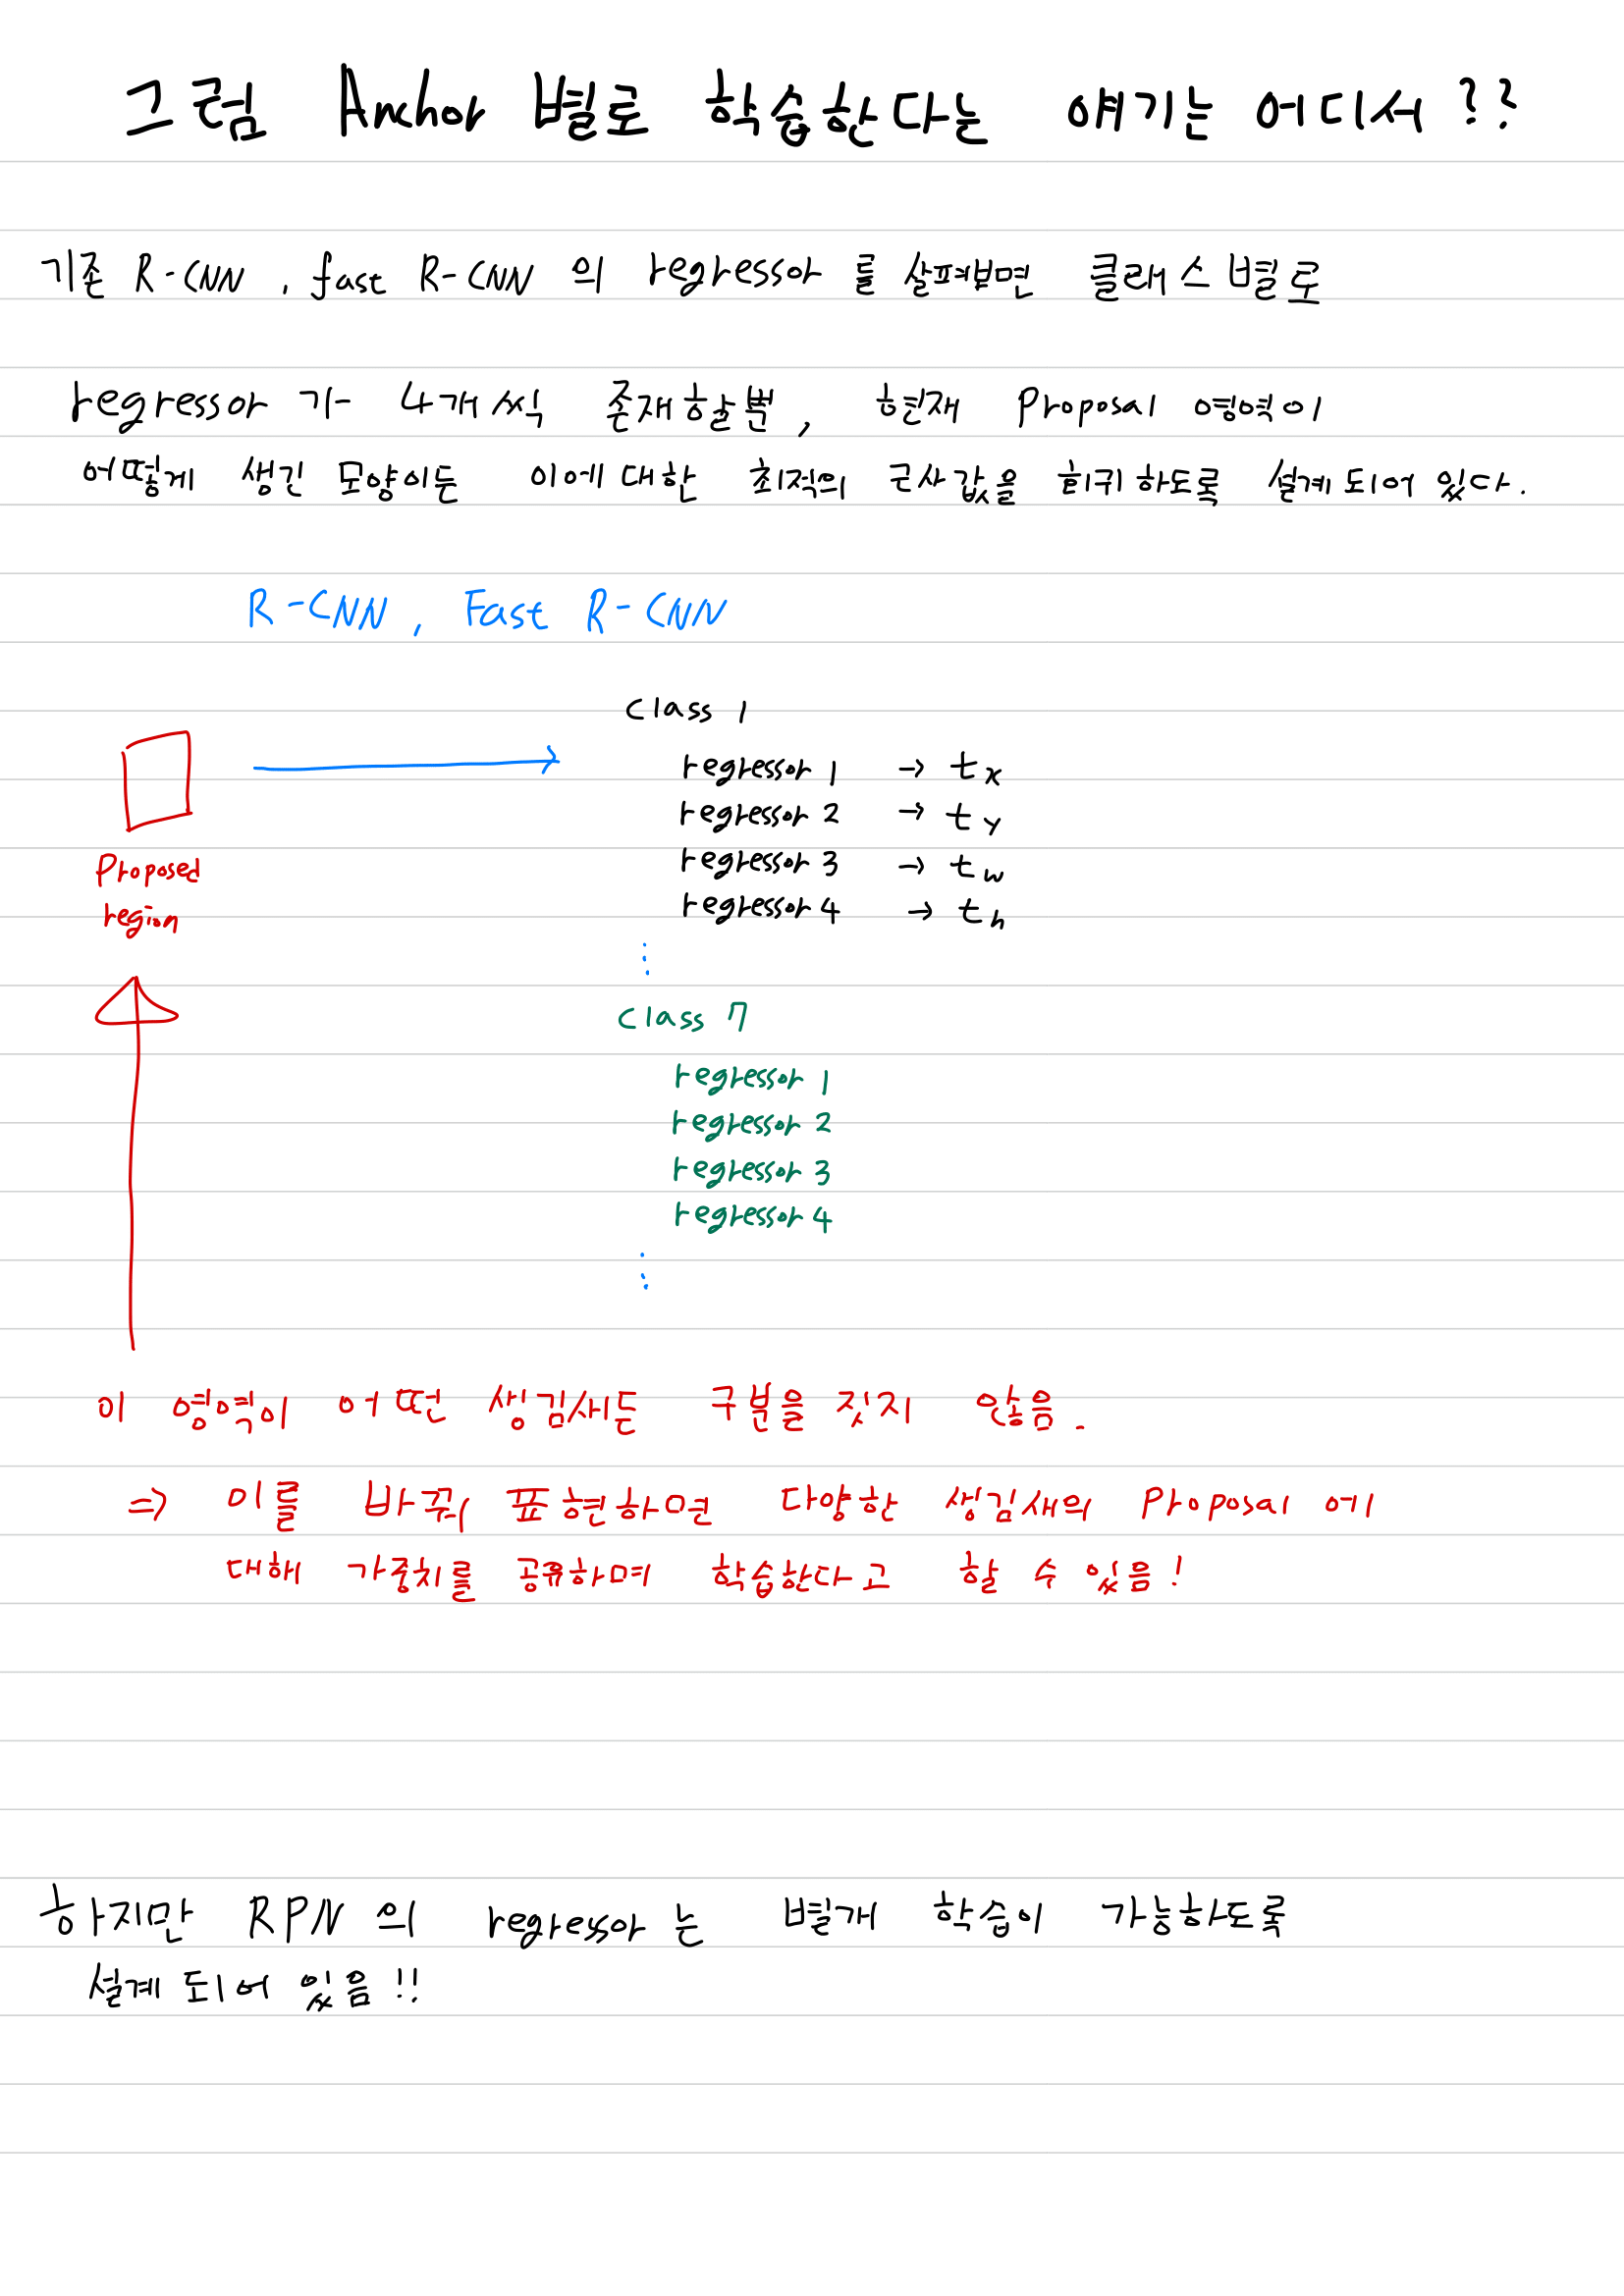 그럼 Anchor 별로 학습한다는 얘기는 어디서??
기존 R-CNN, fast R-CNN 의 regressor 를 살펴보면 클래스별로
regressor 가 4개씩 존재할뿐, 현재 Proposal 영역이
어떻게 생긴 모양이든 이에 대한 최적의 근사값을 회귀하도록 설계되어 있다.
R-CNN, Fast R-CNN
class 1
regressor 1 → tx
regressor 2 → ty
regressor 3 → tw
regressor 4 → th
Proposed
region
⋮
class 7
regressor 1
regressor 2
regressor 3
regressor 4
⋮
이 영역이 어떤 생김새든 구분을 짓지 않음.
⇒ 이를 바꿔 표현하면 다양한 생김새의 Proposal 에
대해 가중치를 공유하며 학습한다고 할 수 있음!
하지만 RPN 의 regressor 는 별개 학습이 가능하도록
설계되어 있음!!